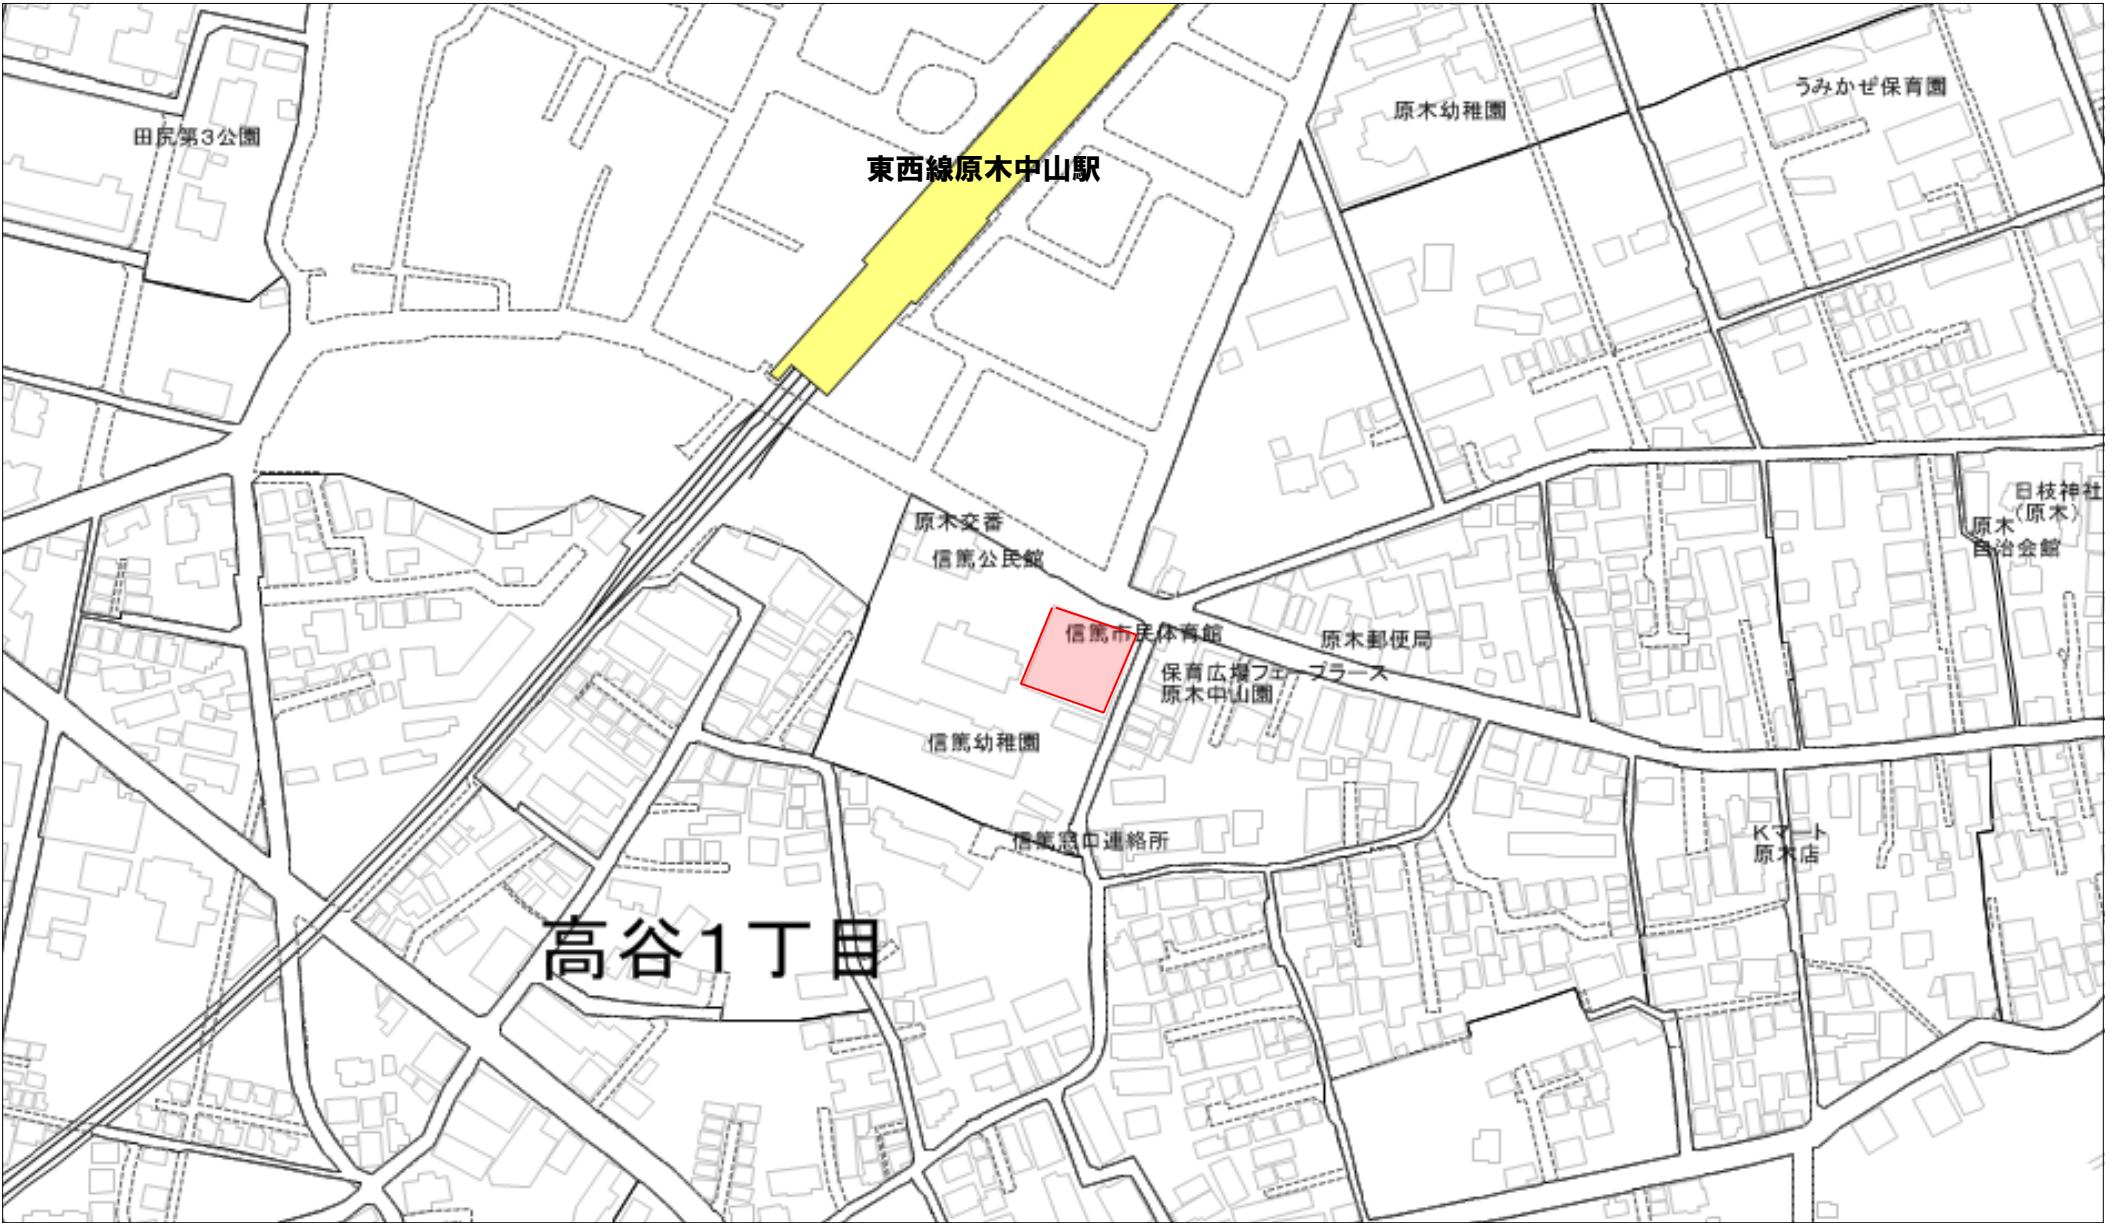 うみかぜ保育園
原木幼稚園
田尻第3公園
東西線原木中山駅
日枝神社
(原木)
原木
自治会館
原木交番
信篤公民館
信篤市民体育館
原木郵便局
保育広場フェープラース
原木中山園
信篤幼稚園
信篤窓口連絡所
Kマート
原木店
高谷1丁目